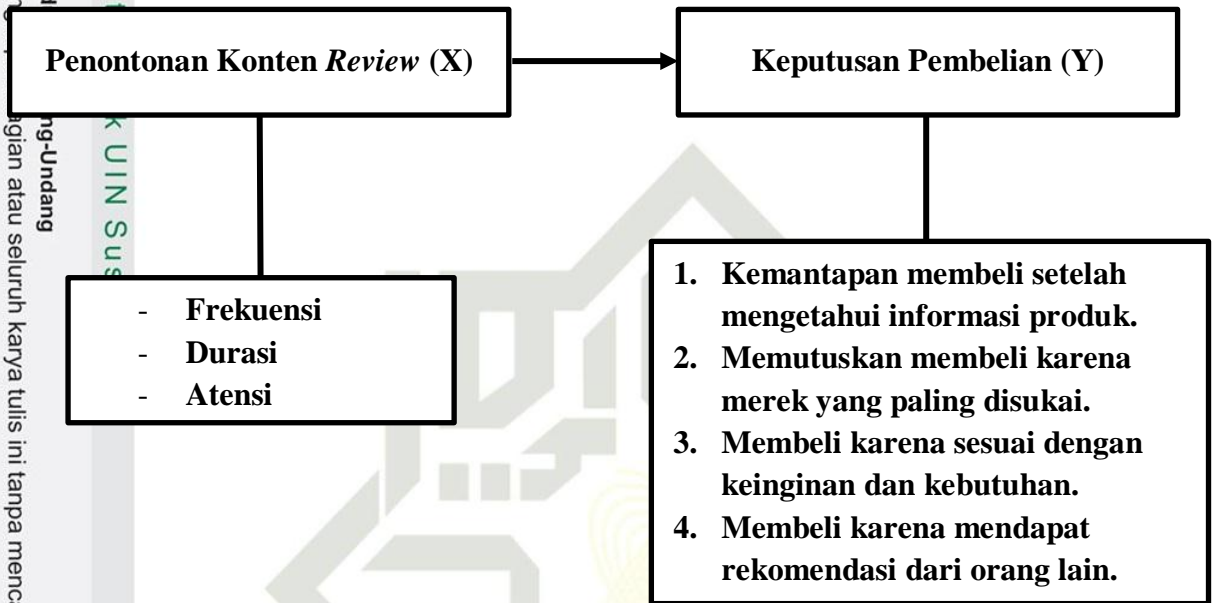 Penontonan Konten Review (X)
Keputusan Pembelian (Y)
- Frekuensi
- Durasi
- Atensi
1. Kemantapan membeli setelah
mengetahui informasi produk.
2. Memutuskan membeli karena
merek yang paling disukai.
3. Membeli karena sesuai dengan
keinginan dan kebutuhan.
4. Membeli karena mendapat
rekomendasi dari orang lain.
k UIN Sus
ng-Undang
agian atau seluruh karya tulis ini tanpa menca